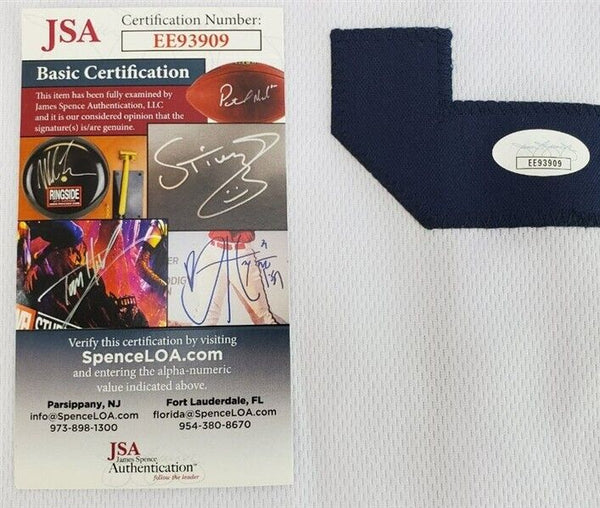 JSA
Certification Number:
EE93909
Basic Certification
This item has been fully examined by
James Spence Authentication, LLC
and it is our considered opinion that the
signature(s) is/are genuine.
RINGSIDE
Verify this certification by visiting
SpenceLOA.com
and entering the alpha-numeric
value indicated above.
Parsippany, NJ
info@SpenceLOA.com
973-898-1300
Fort Lauderdale, FL
florida@SpenceLOA.com
954-380-8670
JSA
James Spence
Authentication
follow the leader
EE93909